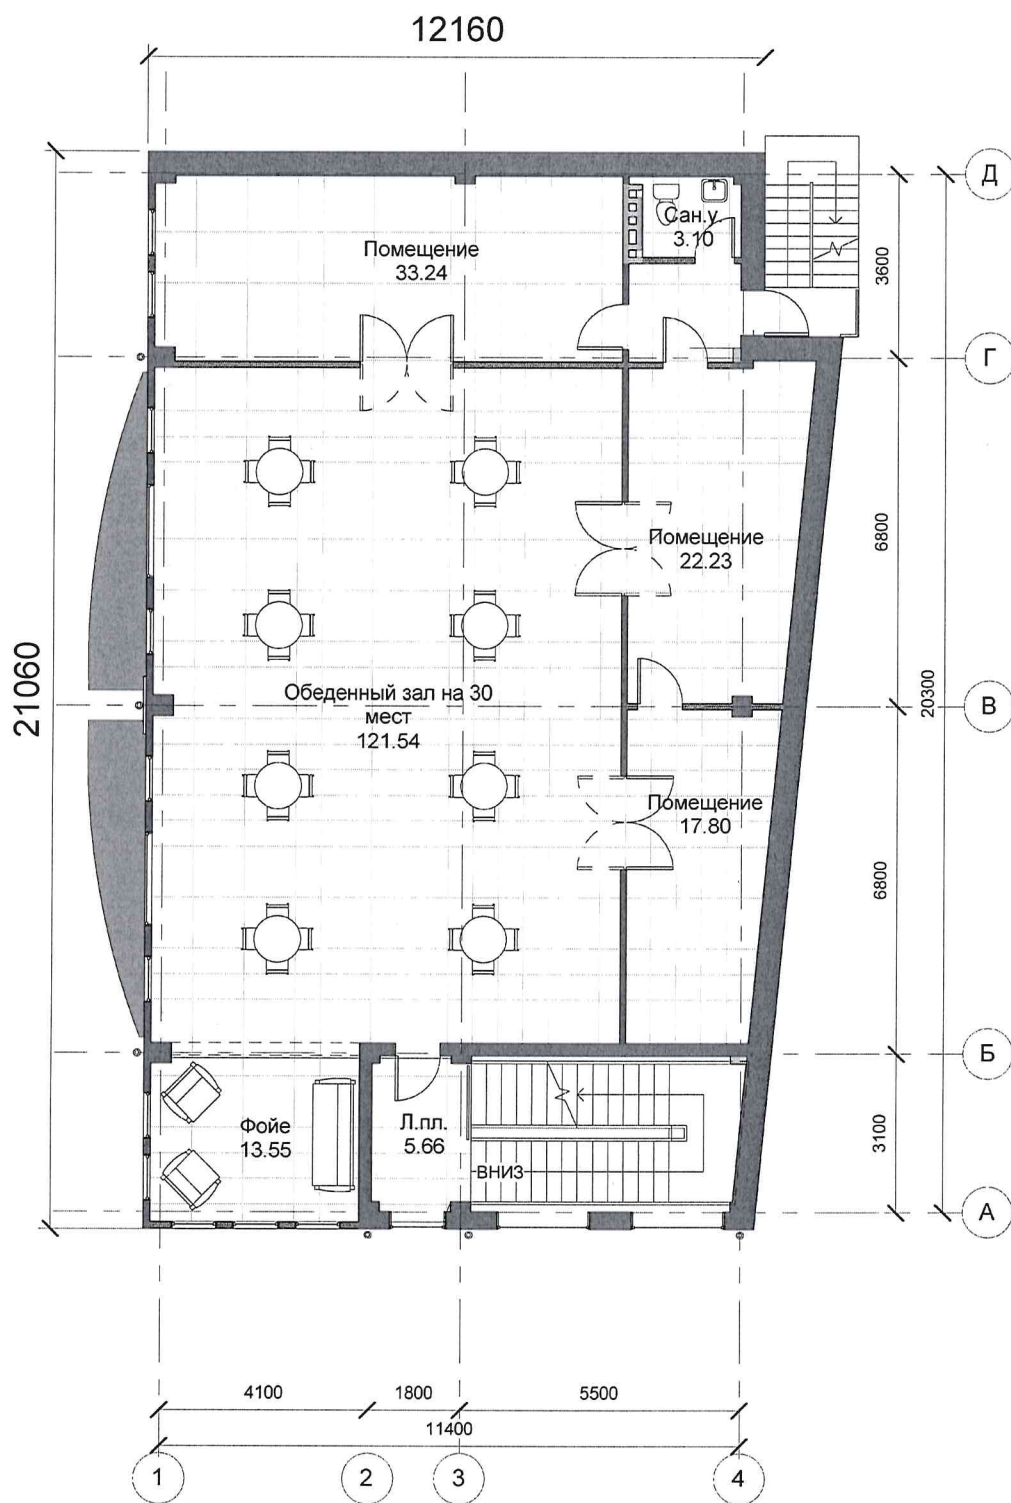 12160
Д
Сан.у.
3.10
Помещение
33.24
3600
Г
Помещение
22.23
6800
21060
Обеденный зал на 30
мест
121.54
20300
В
Помещение
17.80
6800
Б
Фойе
13.55
Л.пл.
5.66
ВНИЗ
3100
А
4100
1800
5500
11400
1
2
3
4